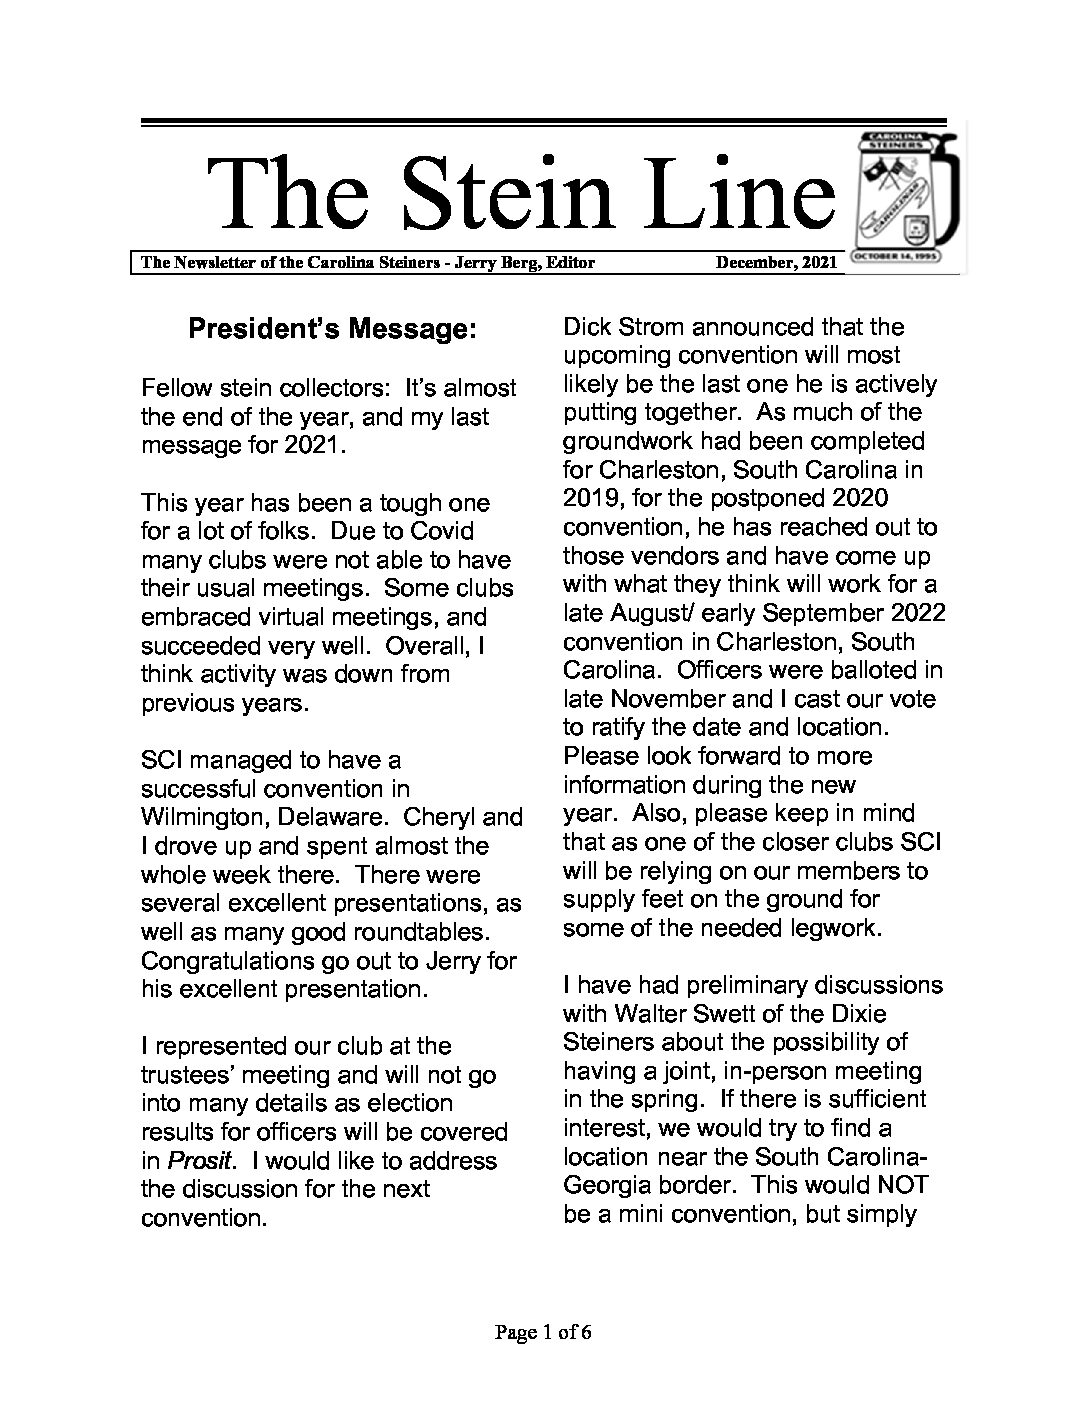 The Stein Line
CAROLINA
STEINERS
CAROLINAS
OCTOBER 14, 1995
The Newsletter of the Carolina Steiners - Jerry Berg, Editor December, 2021
President’s Message:
Fellow stein collectors:  It’s almost
the end of the year, and my last
message for 2021.
This year has been a tough one
for a lot of folks.  Due to Covid
many clubs were not able to have
their usual meetings.  Some clubs
embraced virtual meetings, and
succeeded very well.  Overall, I
think activity was down from
previous years.
SCI managed to have a
successful convention in
Wilmington, Delaware.  Cheryl and
I drove up and spent almost the
whole week there.  There were
several excellent presentations, as
well as many good roundtables.
Congratulations go out to Jerry for
his excellent presentation.
I represented our club at the
trustees’ meeting and will not go
into many details as election
results for officers will be covered
in Prosit.  I would like to address
the discussion for the next
convention.
Dick Strom announced that the
upcoming convention will most
likely be the last one he is actively
putting together.  As much of the
groundwork had been completed
for Charleston, South Carolina in
2019, for the postponed 2020
convention, he has reached out to
those vendors and have come up
with what they think will work for a
late August/ early September 2022
convention in Charleston, South
Carolina.  Officers were balloted in
late November and I cast our vote
to ratify the date and location.
Please look forward to more
information during the new
year.  Also, please keep in mind
that as one of the closer clubs SCI
will be relying on our members to
supply feet on the ground for
some of the needed legwork.
I have had preliminary discussions
with Walter Swett of the Dixie
Steiners about the possibility of
having a joint, in-person meeting
in the spring.  If there is sufficient
interest, we would try to find a
location near the South Carolina-
Georgia border.  This would NOT
be a mini convention, but simply
Page 1 of 6